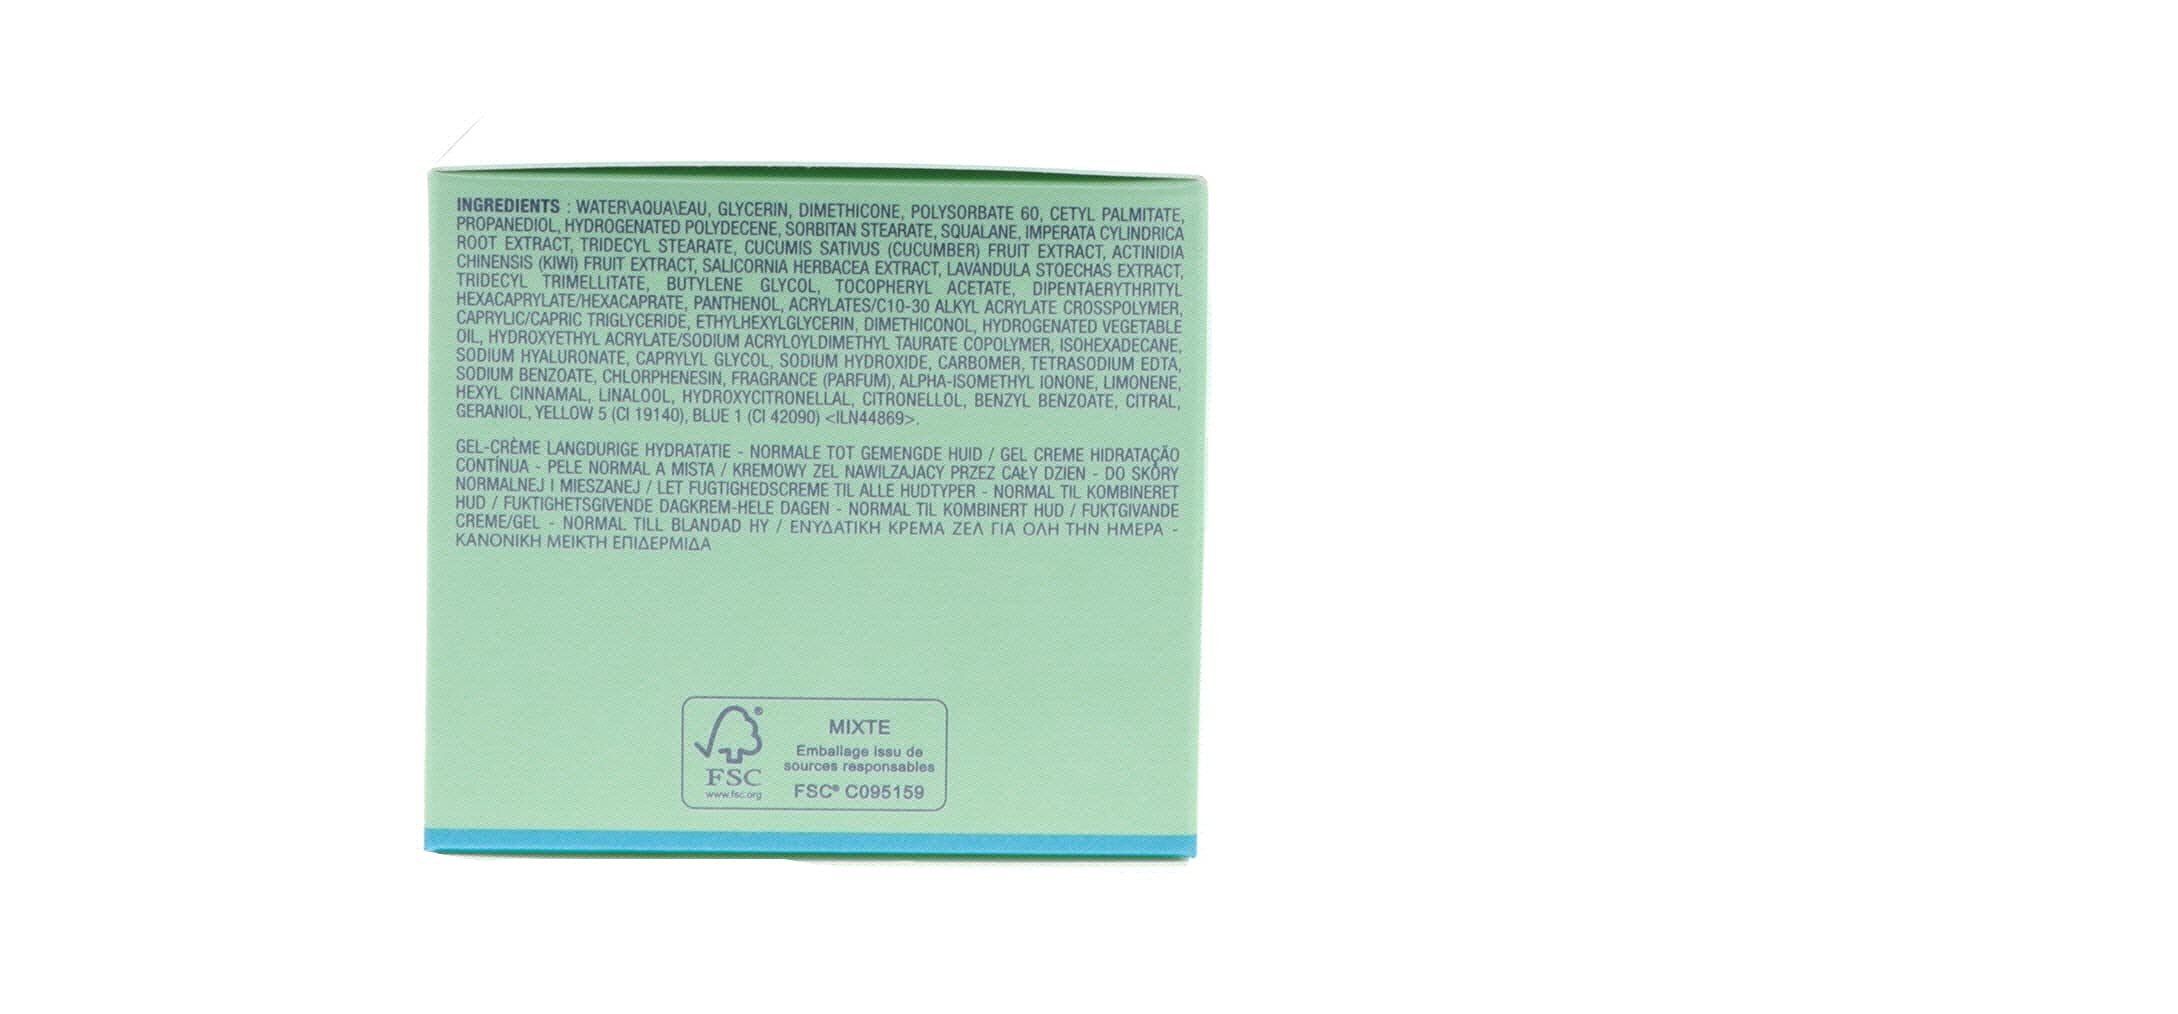 INGREDIENTS : WATER\AQUA\EAU, GLYCERIN, DIMETHICONE, POLYSORBATE 60, CETYL PALMITATE,
PROPANEDIOL, HYDROGENATED POLYDECENE, SORBITAN STEARATE, SQUALANE, IMPERATA CYLINDRICA
ROOT EXTRACT, TRIDECYL STEARATE, CUCUMIS SATIVUS (CUCUMBER) FRUIT EXTRACT, ACTINIDIA
CHINENSIS (KIWI) FRUIT EXTRACT, SALICORNIA HERBACEA EXTRACT, LAVANDULA STOECHAS EXTRACT,
TRIDECYL TRIMELLITATE, BUTYLENE GLYCOL, TOCOPHERYL ACETATE, DIPENTAERYTHRITYL
HEXACAPRYLATE/HEXACAPRATE, PANTHENOL, ACRYLATES/C10-30 ALKYL ACRYLATE CROSSPOLYMER,
CAPRYLIC/CAPRIC TRIGLYCERIDE, ETHYLHEXYLGLYCERIN, DIMETHICONOL, HYDROGENATED VEGETABLE
OIL, HYDROXYETHYL ACRYLATE/SODIUM ACRYLOYLDIMETHYL TAURATE COPOLYMER, ISOHEXADECANE,
SODIUM HYALURONATE, CAPRYLYL GLYCOL, SODIUM HYDROXIDE, CARBOMER, TETRASODIUM EDTA,
SODIUM BENZOATE, CHLORPHENESIN, FRAGRANCE (PARFUM), ALPHA-ISOMETHYL IONONE, LIMONENE,
HEXYL CINNAMAL, LINALOOL, HYDROXYCITRONELLAL, CITRONELLOL, BENZYL BENZOATE, CITRAL,
GERANIOL, YELLOW 5 (CI 19140), BLUE 1 (CI 42090) <ILN44869>.
GEL-CRÈME LANGDURIGE HYDRATATIE - NORMALE TOT GEMENGDE HUID / GEL CREME HIDRATAÇÃO
CONTÍNUA - PELE NORMAL A MISTA / KREMOWY ZEL NAWILZAJACY PRZEZ CAŁY DZIEN - DO SKÓRY
NORMALNEJ I MIESZANEJ / LET FUGTIGHEDSCREME TIL ALLE HUDTYPER - NORMAL TIL KOMBINERET
HUD / FUKTIGHETSGIVENDE DAGKREM-HELE DAGEN - NORMAL TIL KOMBINERT HUD / FUKTGIVANDE
CREME/GEL - NORMAL TILL BLANDAD HY / ΕΝΥΔΑΤΙΚΗ ΚΡΕΜΑ ΖΕΛ ΓΙΑ ΟΛΗ ΤΗΝ ΗΜΕΡΑ -
ΚΑΝΟΝΙΚΗ ΜΕΙΚΤΗ ΕΠΙΔΕΡΜΙΔΑ
MIXTE
Emballage issu de
sources responsables
FSC® C095159
FSC
www.fsc.org